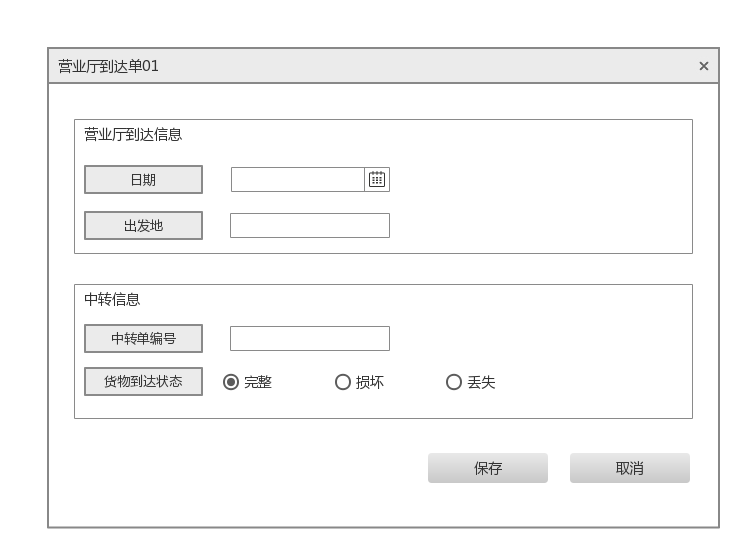 营业厅到达单01
营业厅到达信息
日期
出发地
中转信息
中转单编号
货物到达状态 完整 损坏 丢失
保存 取消